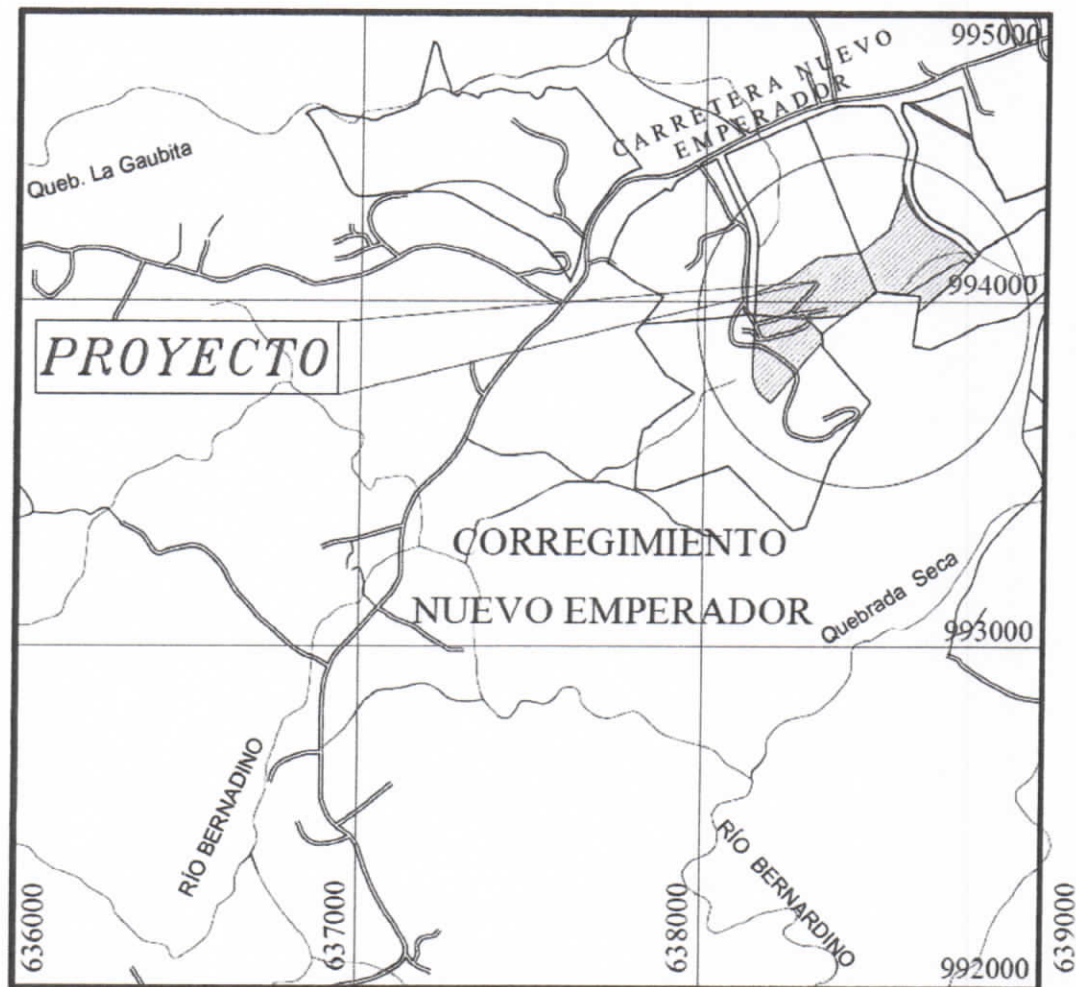 995000
CARRETERA NUEVO
EMPERADOR
Queb. La Gaubita
994000
PROYECTO
CORREGIMIENTO
NUEVO EMPERADOR
Quebrada Seca
993000
RÍO BERNADINO
RÍO BERNARDINO
636000
637000
638000
992000
639000